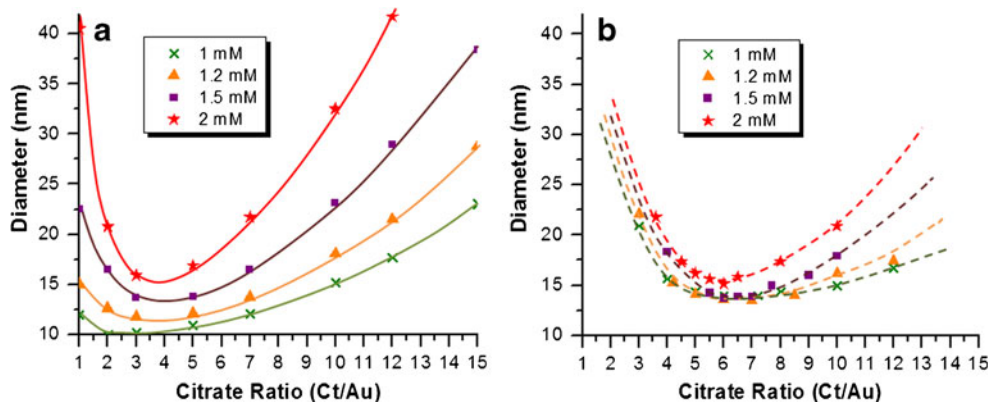 a
1 mM
1.2 mM
1.5 mM
2 mM
Diameter (nm)
40
35
30
25
20
15
10
1 2 3 4 5 6 7 8 9 10 11 12 13 14 15
Citrate Ratio (Ct/Au)
b
1 mM
1.2 mM
1.5 mM
2 mM
Diameter (nm)
40
35
30
25
20
15
10
1 2 3 4 5 6 7 8 9 10 11 12 13 14 15
Citrate Ratio (Ct/Au)